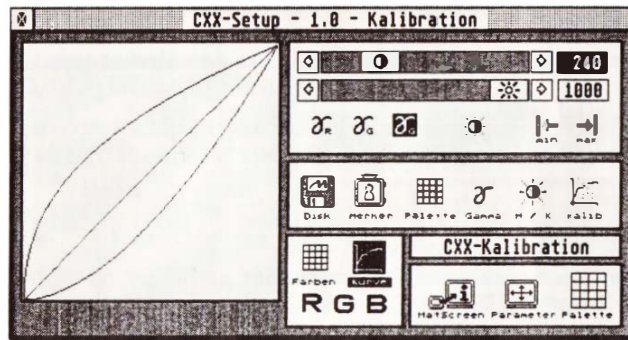 CXX-Setup - 1.0 - Kalibration
240
1000
min max
Disk Merker Palette Gamma H / K Kalib
CXX-Kalibration
Farben Kurve
R G B
MatScreen Parameter Palette